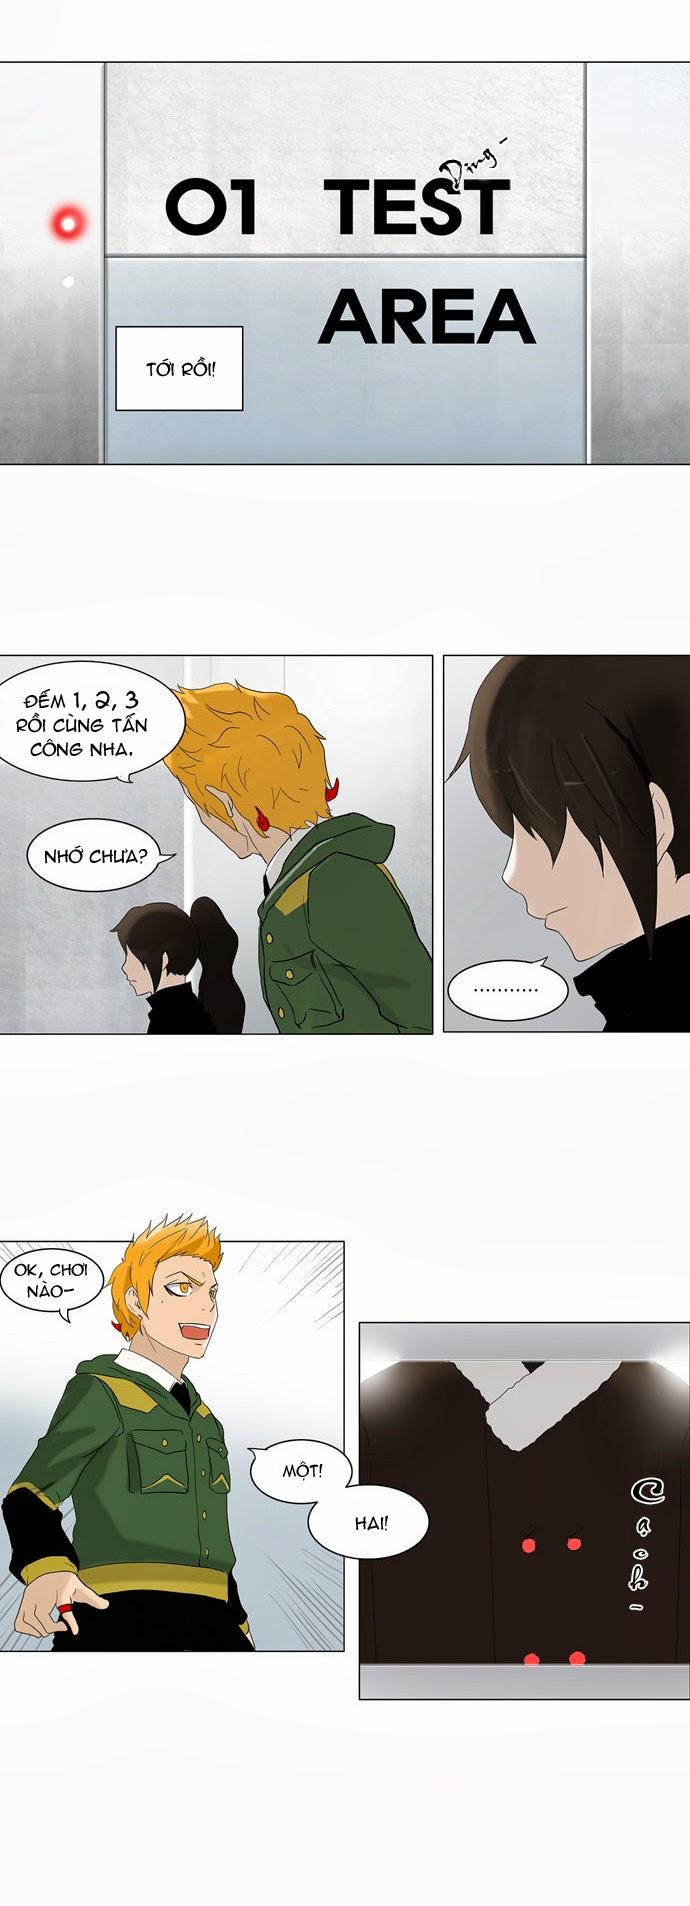 Ding-
01 TEST
AREA
TỚI RỒI!
ĐẾM 1, 2, 3
RỒI CÙNG TẤN
CÔNG NHA.
NHỚ CHƯA?
...........
OK, CHƠI
NÀO-
MỘT!
HAI!
Cạch-